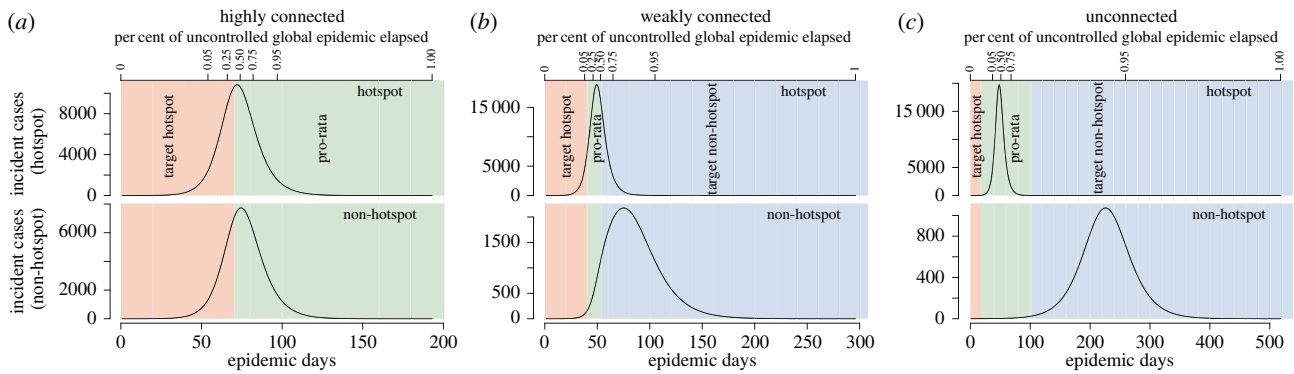 (a)
highly connected
per cent of uncontrolled global epidemic elapsed
0 0.05 0.25 0.50 0.75 0.95 1.00
incident cases
(hotspot)
8000
4000
0
target hotspot
pro-rata
hotspot
incident cases
(non-hotspot)
6000
2000
0
non-hotspot
0 50 100 150 200
epidemic days
(b)
weakly connected
per cent of uncontrolled global epidemic elapsed
0 0.05 0.25 0.50 0.75 0.95 1
15 000
5000
0
target hotspot
pro-rata
target non-hotspot
hotspot
1500
500
0
non-hotspot
0 50 100 150 200 250 300
epidemic days
(c)
unconnected
per cent of uncontrolled global epidemic elapsed
0 0.05 0.50 0.75 0.95 1.00
15 000
5000
0
target hotspot
pro-rata
target non-hotspot
hotspot
800
400
0
non-hotspot
0 100 200 300 400 500
epidemic days